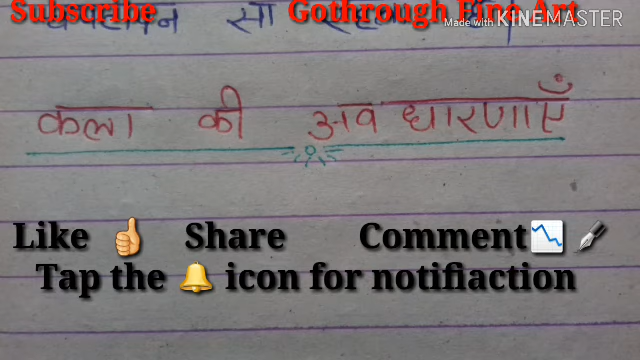 Subscribe Gothrough Fine Art
Made with KINEMASTER
सा
कला की अवधारणाएँ
Like 👍 Share Comment📉 🖋
Tap the 🔔 icon for notifiaction